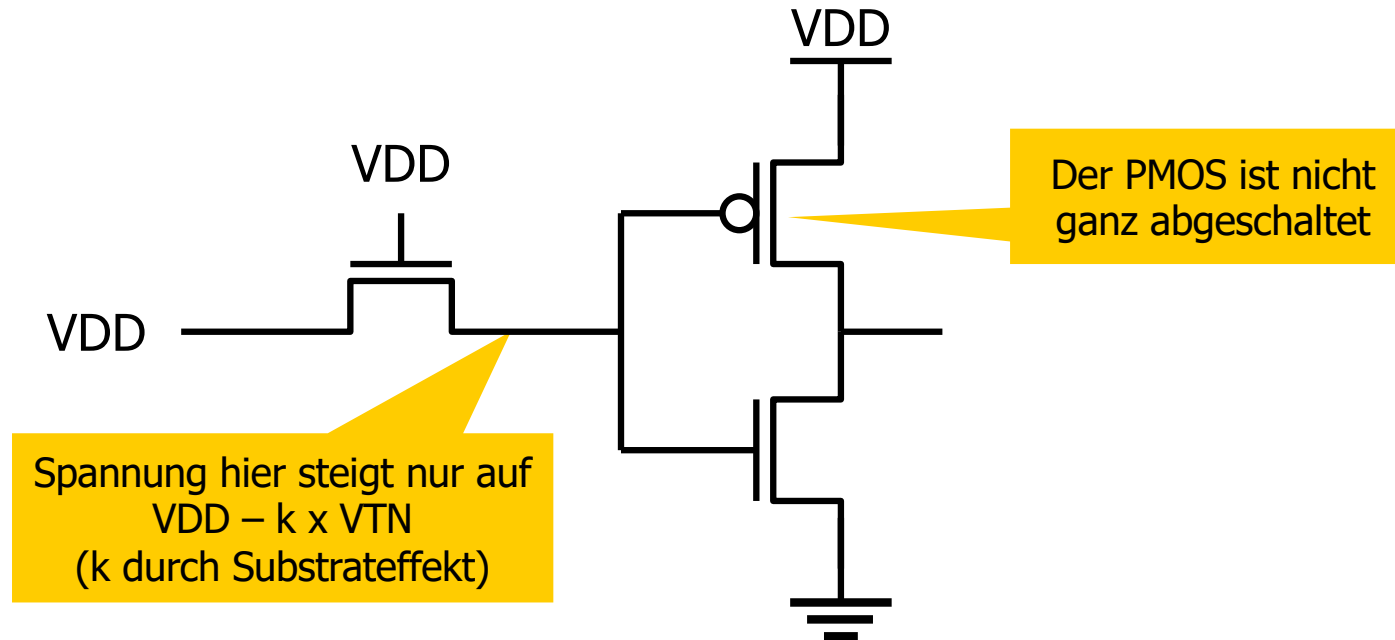 VDD
VDD
Der PMOS ist nicht
ganz abgeschaltet
VDD
Spannung hier steigt nur auf
VDD – k x VTN
(k durch Substrateffekt)